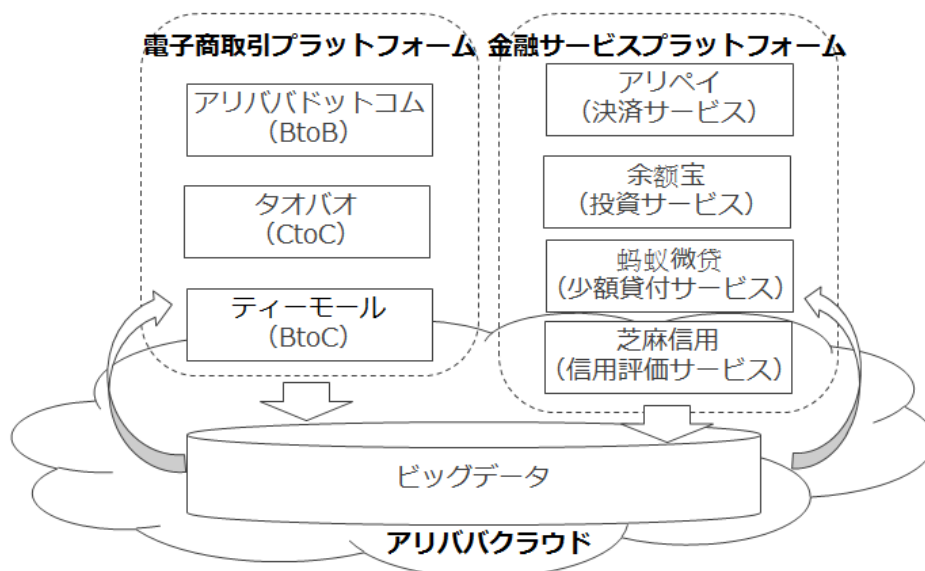 電子商取引プラットフォーム
アリババドットコム
（BtoB）
タオバオ
（CtoC）
ティーモール
（BtoC）
金融サービスプラットフォーム
アリペイ
（決済サービス）
余额宝
（投資サービス）
蚂蚁微贷
（少額貸付サービス）
芝麻信用
（信用評価サービス）
ビッグデータ
アリババクラウド